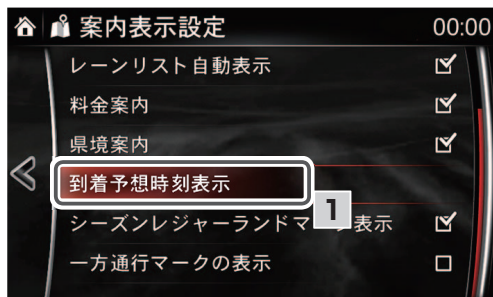 案内表示設定 00:00
レーンリスト自動表示
料金案内
県境案内
到着予想時刻表示
1
シーズンレジャーランドマ 表示
一方通行マークの表示